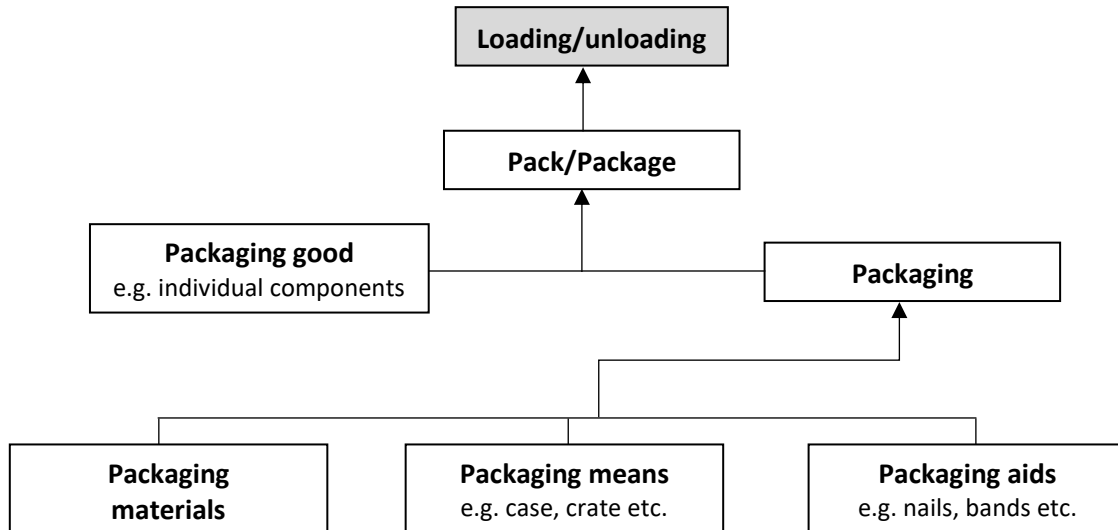 Loading/unloading
Pack/Package
Packaging good
e.g. individual components
Packaging
Packaging
materials
Packaging means
e.g. case, crate etc.
Packaging aids
e.g. nails, bands etc.